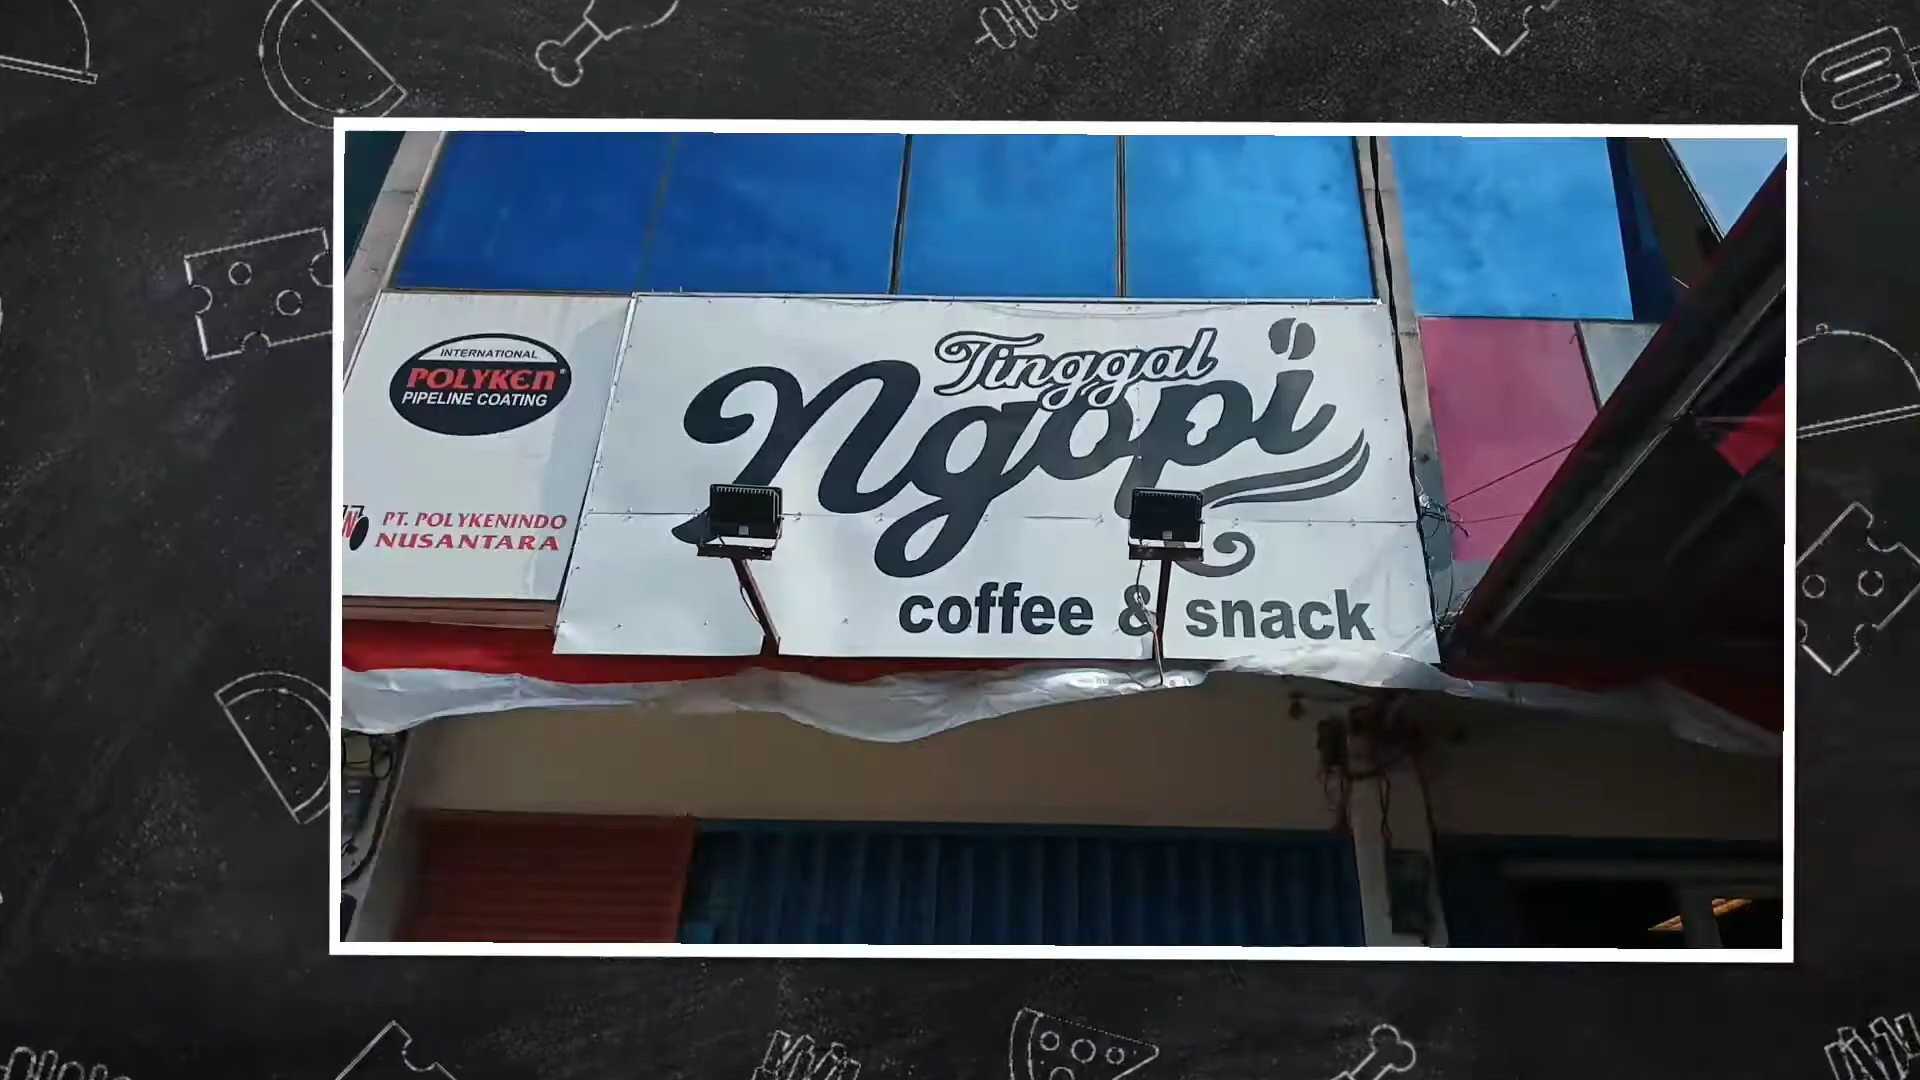 INTERNATIONAL
POLYKEN®
PIPELINE COATING
PT. POLYKENINDO
NUSANTARA
Tinggal
Ngopi
coffee & snack